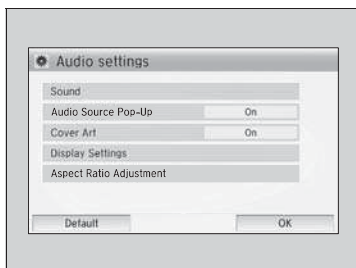 Audio settings
Sound
Audio Source Pop-Up On
Cover Art On
Display Settings
Aspect Ratio Adjustment
Default OK